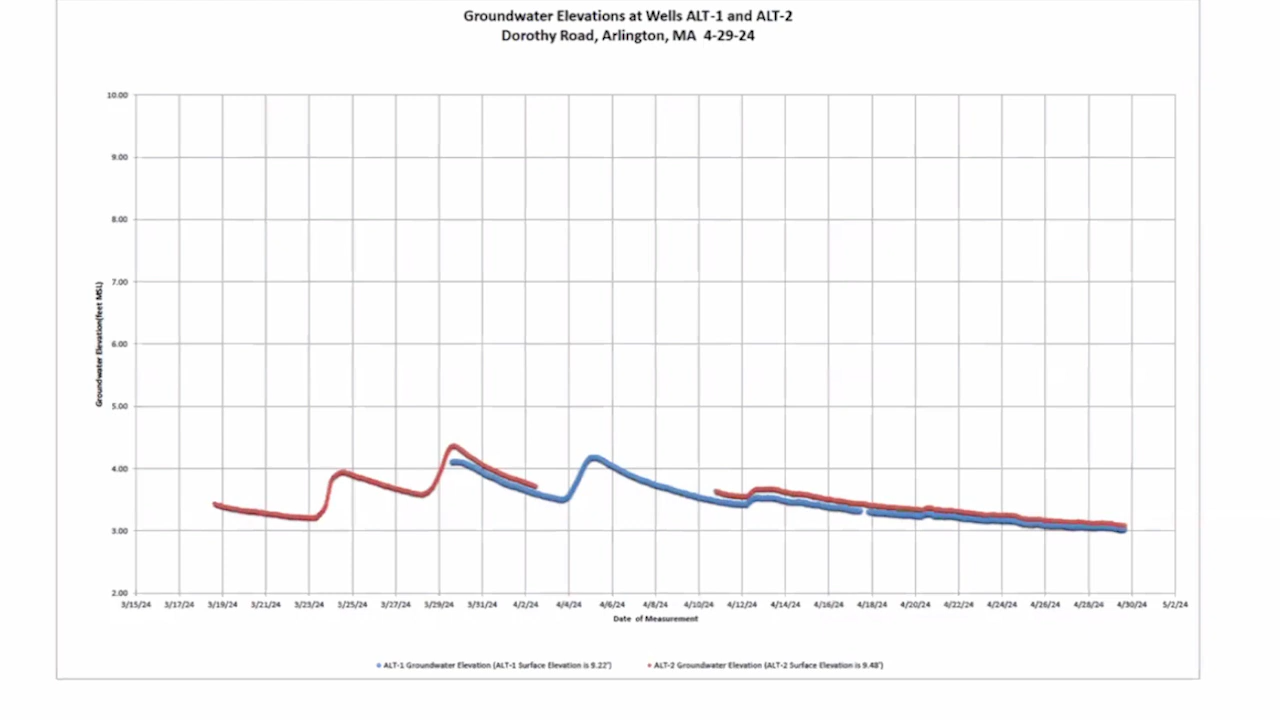 Groundwater Elevations at Wells ALT-1 and ALT-2
Dorothy Road, Arlington, MA 4-29-24
10.00
9.00
8.00
7.00
6.00
5.00
4.00
3.00
2.00
Groundwater Elevation(feet MSL)
3/15/24 3/17/24 3/19/24 3/21/24 3/23/24 3/25/24 3/27/24 3/29/24 3/31/24 4/2/24 4/4/24 4/6/24 4/8/24 4/10/24 4/12/24 4/14/24 4/16/24 4/18/24 4/20/24 4/22/24 4/24/24 4/26/24 4/28/24 4/30/24 5/2/24
Date of Measurement
ALT-1 Groundwater Elevation (ALT-1 Surface Elevation is ALT-2 Groundwater Elevation (ALT-2 Surface Elevation is 9.48')